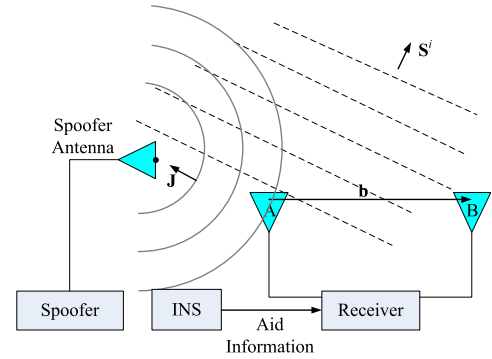 S^i
Spoofer
Antenna
J
b
A
B
Spoofer
INS
Receiver
Aid
Information